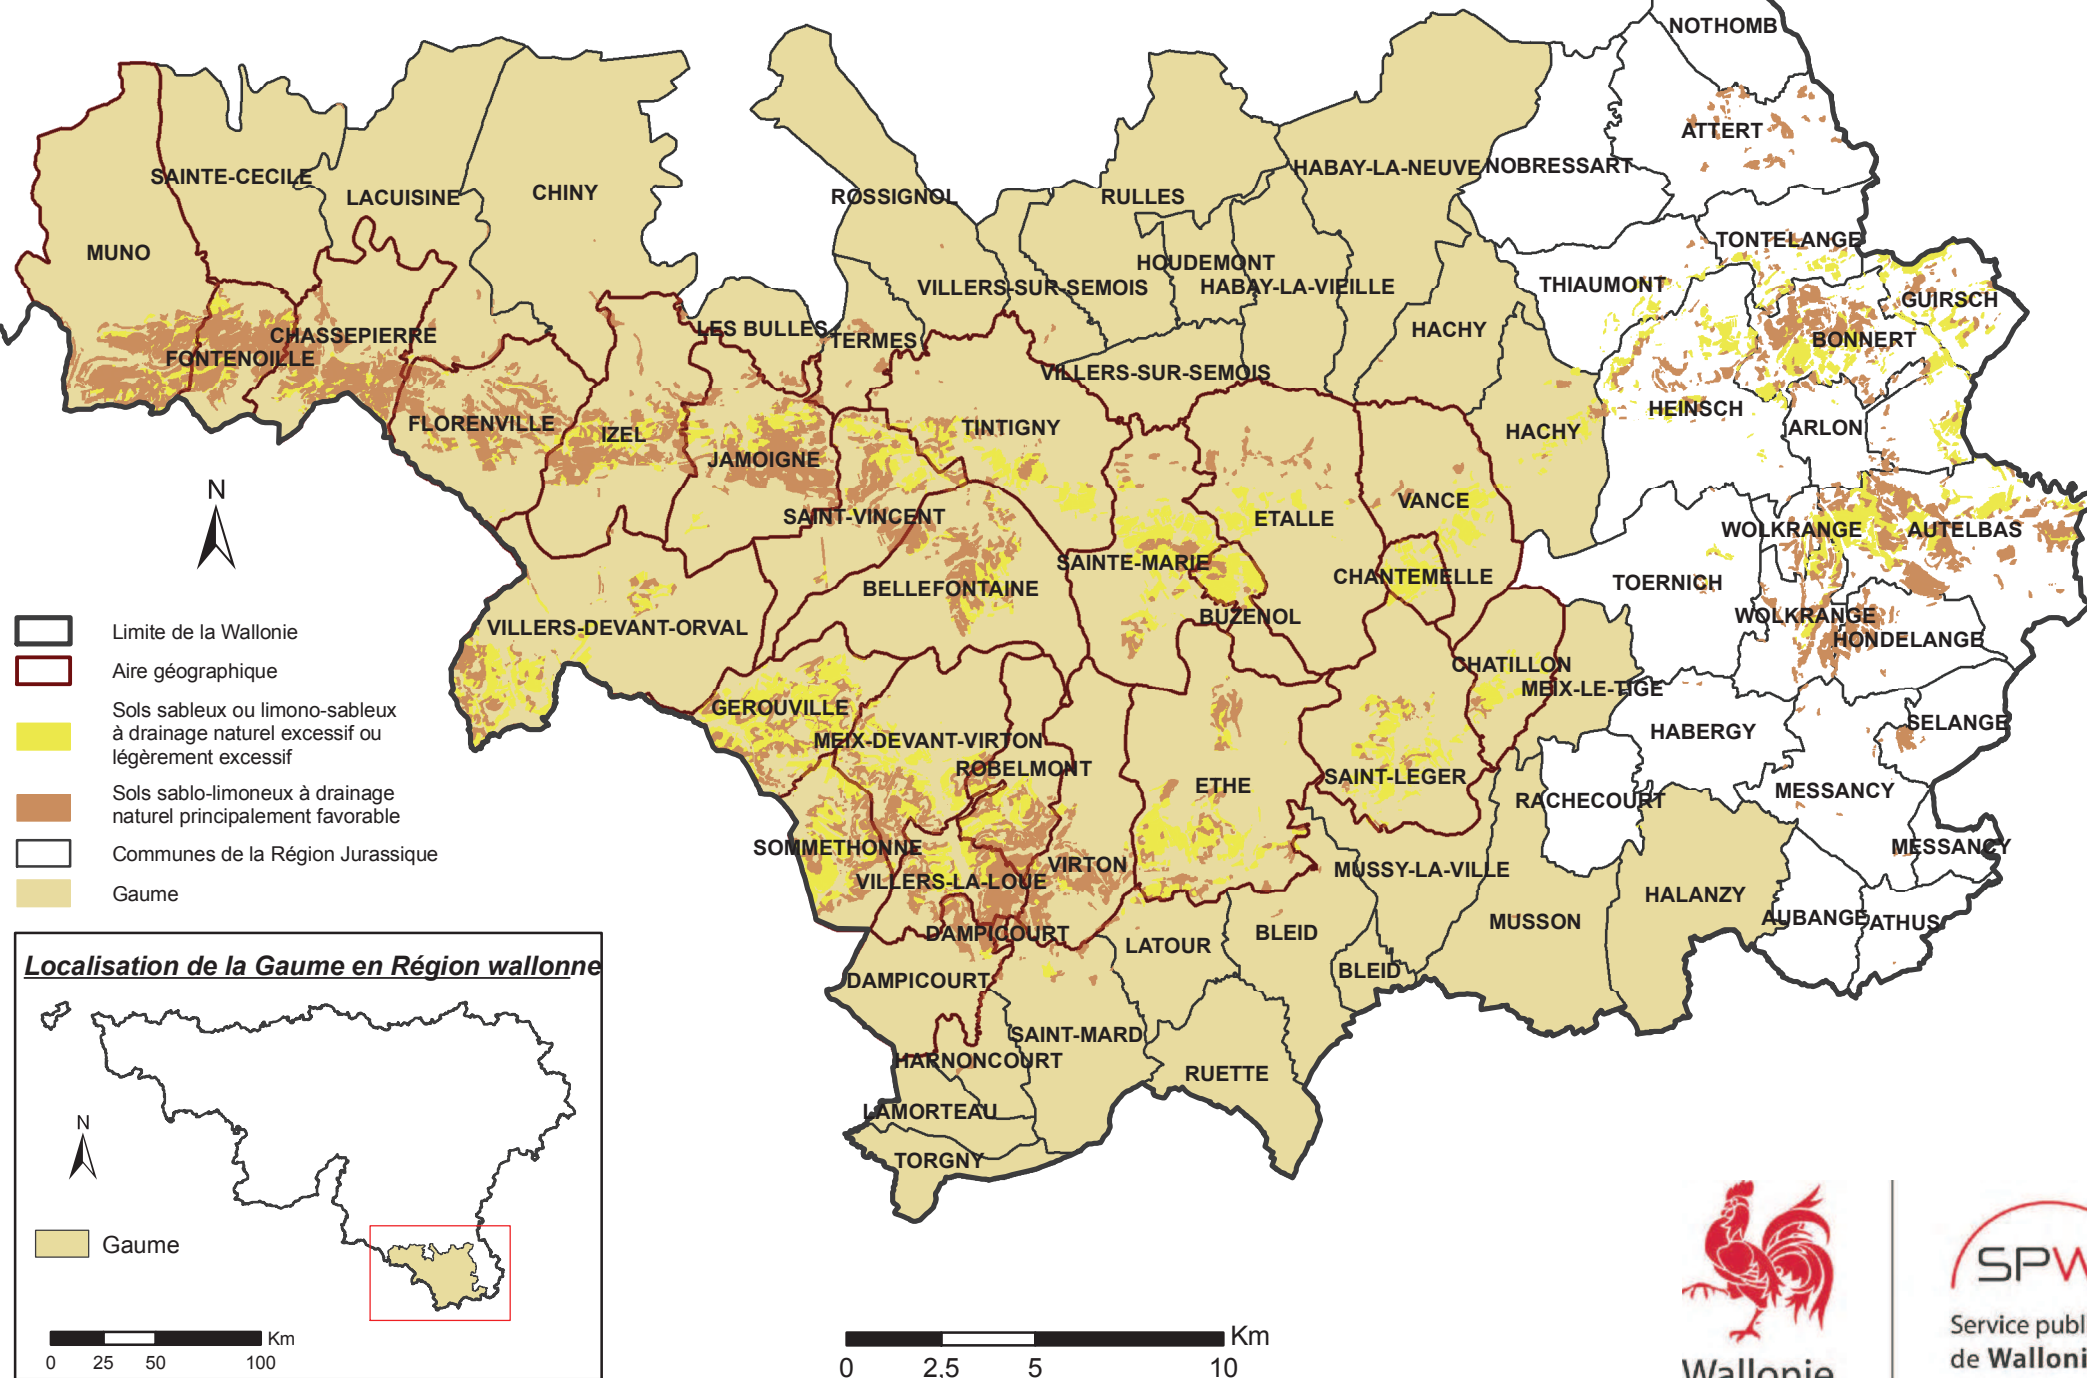 NOTHOMB
ATTERT
SAINTE-CECILE
LACUISINE
CHINY
ROSSIGNOL
RULLES
HABAY-LA-NEUVE
NOBRESSART
MUNO
TONTELANGE
HOUDEMONT
VILLERS-SUR-SEMOIS
HABAY-LA-VIEILLE
THIAUMONT
GUIRSCH
CHASSEPIERRE
LES BULLES
TERMES
HACHY
BONNERT
FONTENOILLE
VILLERS-SUR-SEMOIS
FLORENVILLE
IZEL
TINTIGNY
HEINSCH
HACHY
ARLON
JAMOIGNE
VANCE
SAINT-VINCENT
ETALLE
WOLKRANGE
AUTELBAS
SAINTE-MARIE
BELLEFONTAINE
CHANTEMELLE
TOERNICH
BUZENOL
WOLKRANGE
VILLERS-DEVANT-ORVAL
HONDELANGE
CHATILLON
MEIX-LE-TIGE
GEROUVILLE
HABERGY
SELANGE
MEIX-DEVANT-VIRTON
ROBELMONT
ETHE
SAINT-LEGER
RACHECOURT
MESSANCY
SOMMETHONNE
VIRTON
MESSANCY
VILLERS-LA-LOUE
MUSSY-LA-VILLE
HALANZY
MUSSON
AUBANGE
ATHUS
DAMPICOURT
LATOUR
BLEID
DAMPICOURT
BLEID
SAINT-MARD
HARNONCOURT
RUETTE
LAMORTEAU
TORGNY
N
Limite de la Wallonie
Aire géographique
Sols sableux ou limono-sableux
à drainage naturel excessif ou
légèrement excessif
Sols sablo-limoneux à drainage
naturel principalement favorable
Communes de la Région Jurassique
Gaume
Localisation de la Gaume en Région wallonne
N
Gaume
Km
0 25 50 100
Km
0 2,5 5 10
Wallonie
SPW
Service publ
de Walloni